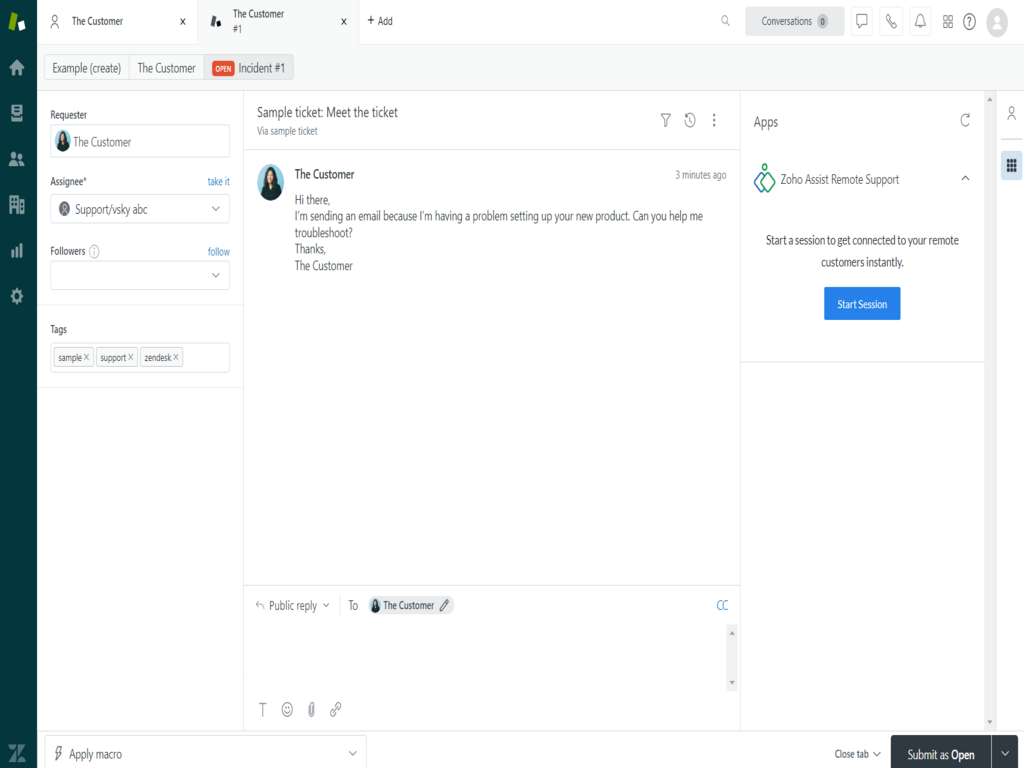 The Customer x
The Customer
#1
x
+ Add
Conversations 0
Example (create)
The Customer
OPEN Incident #1
Requester
The Customer
Assignee* take it
Support/vsky abc
Followers i follow
Tags
sample x support x zendesk x
Sample ticket: Meet the ticket
Via sample ticket
The Customer 3 minutes ago
Hi there,
I'm sending an email because I'm having a problem setting up your new product. Can you help me
troubleshoot?
Thanks,
The Customer
Public reply To The Customer CC
T
Apps
Zoho Assist Remote Support
Start a session to get connected to your remote
customers instantly.
Start Session
Apply macro
Close tab
Submit as Open